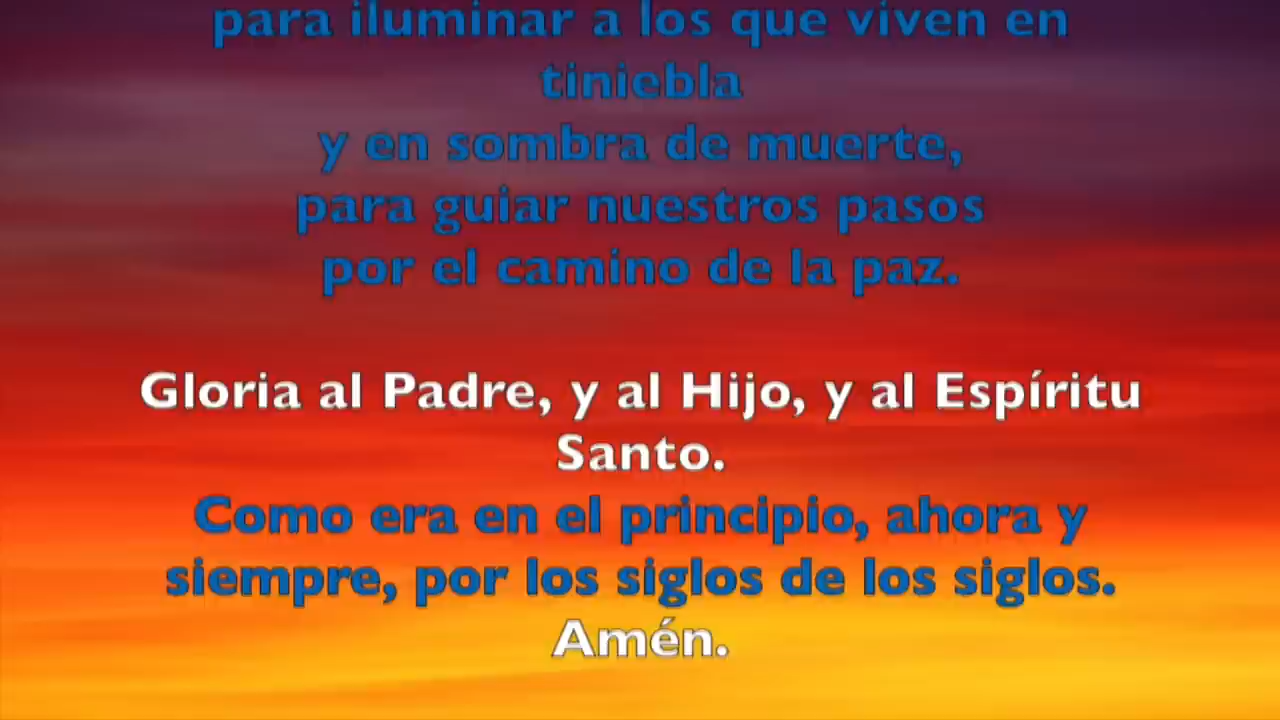 para iluminar a los que viven en
tiniebla
y en sombra de muerte,
para guiar nuestros pasos
por el camino de la paz.
Gloria al Padre, y al Hijo, y al Espíritu
Santo.
Como era en el principio, ahora y
siempre, por los siglos de los siglos.
Amén.